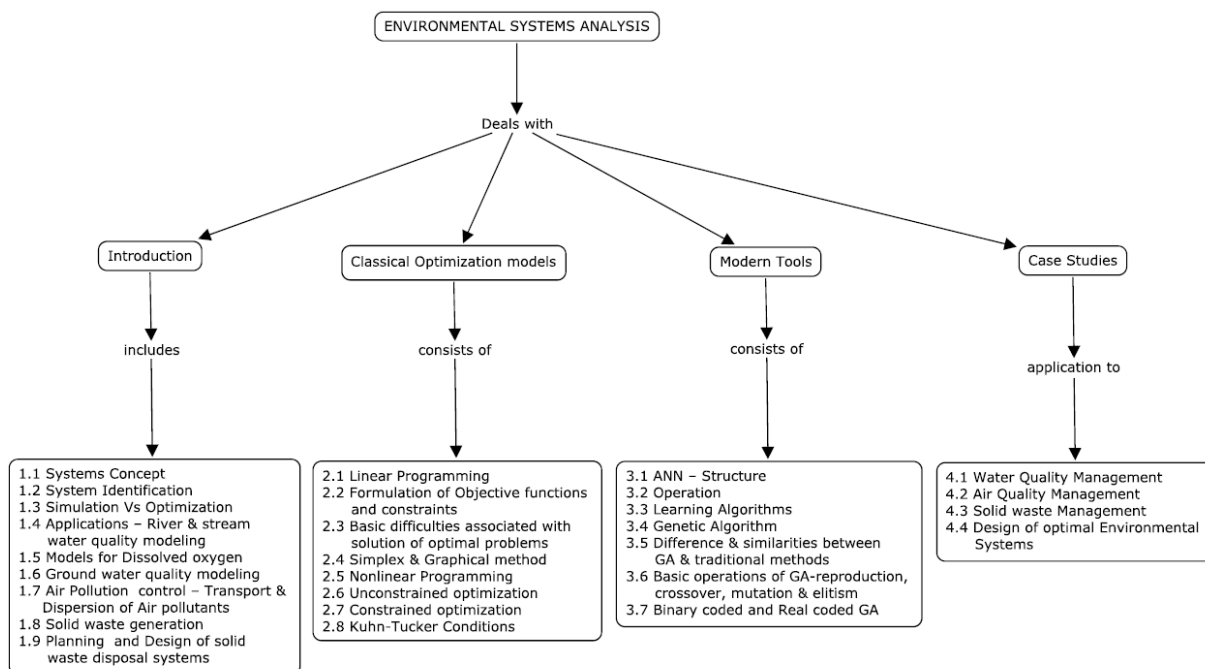 ENVIRONMENTAL SYSTEMS ANALYSIS
Deals with
Introduction
Classical Optimization models
Modern Tools
Case Studies
includes
consists of
consists of
application to
1.1 Systems Concept
1.2 System Identification
1.3 Simulation Vs Optimization
1.4 Applications – River & stream
water quality modeling
1.5 Models for Dissolved oxygen
1.6 Ground water quality modeling
1.7 Air Pollution control – Transport &
Dispersion of Air pollutants
1.8 Solid waste generation
1.9 Planning and Design of solid
waste disposal systems
2.1 Linear Programming
2.2 Formulation of Objective functions
and constraints
2.3 Basic difficulties associated with
solution of optimal problems
2.4 Simplex & Graphical method
2.5 Nonlinear Programming
2.6 Unconstrained optimization
2.7 Constrained optimization
2.8 Kuhn-Tucker Conditions
3.1 ANN – Structure
3.2 Operation
3.3 Learning Algorithms
3.4 Genetic Algorithm
3.5 Difference & similarities between
GA & traditional methods
3.6 Basic operations of GA-reproduction,
crossover, mutation & elitism
3.7 Binary coded and Real coded GA
4.1 Water Quality Management
4.2 Air Quality Management
4.3 Solid waste Management
4.4 Design of optimal Environmental
Systems